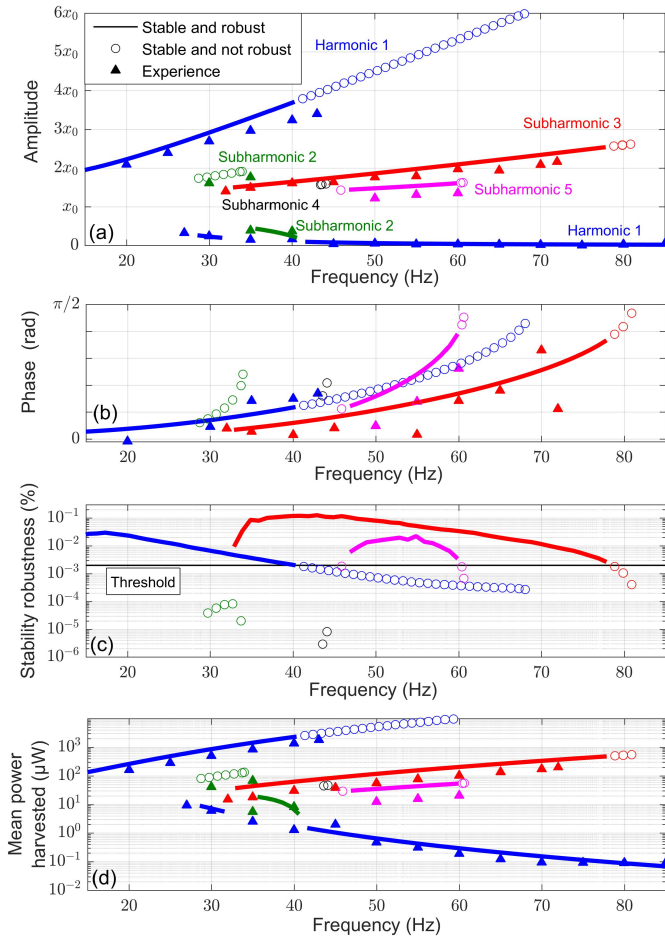 6x₀
5x₀
4x₀
3x₀
2x₀
x₀
0
Amplitude
Stable and robust
Stable and not robust
Experience
Harmonic 1
Subharmonic 3
Subharmonic 2
Subharmonic 5
Subharmonic 4
Subharmonic 2
Harmonic 1
(a)
20 30 40 50 60 70 80
Frequency (Hz)
π/2
0
Phase (rad)
(b)
20 30 40 50 60 70 80
Frequency (Hz)
10⁻¹
10⁻²
10⁻³
10⁻⁴
10⁻⁵
10⁻⁶
Stability robustness (%)
Threshold
(c)
20 30 40 50 60 70 80
Frequency (Hz)
10³
10²
10¹
10⁰
10⁻¹
10⁻²
Mean power
harvested (µW)
(d)
20 30 40 50 60 70 80
Frequency (Hz)